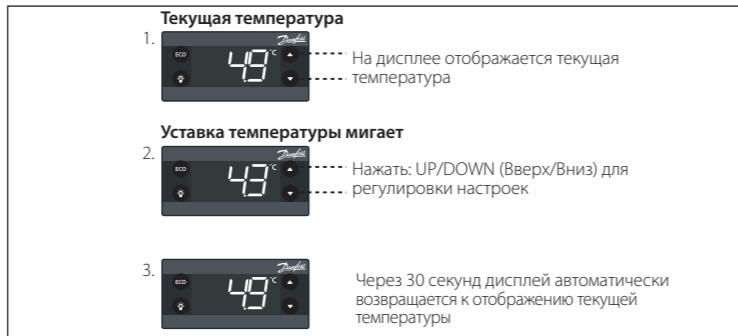 Текущая температура
1.
Danfoss
ECO
4.9 °C
На дисплее отображается текущая
температура
Уставка температуры мигает
2.
Danfoss
ECO
4.9 °C
Нажать: UP/DOWN (Вверх/Вниз) для
регулировки настроек
3.
Danfoss
ECO
4.9 °C
Через 30 секунд дисплей автоматически
возвращается к отображению текущей
температуры